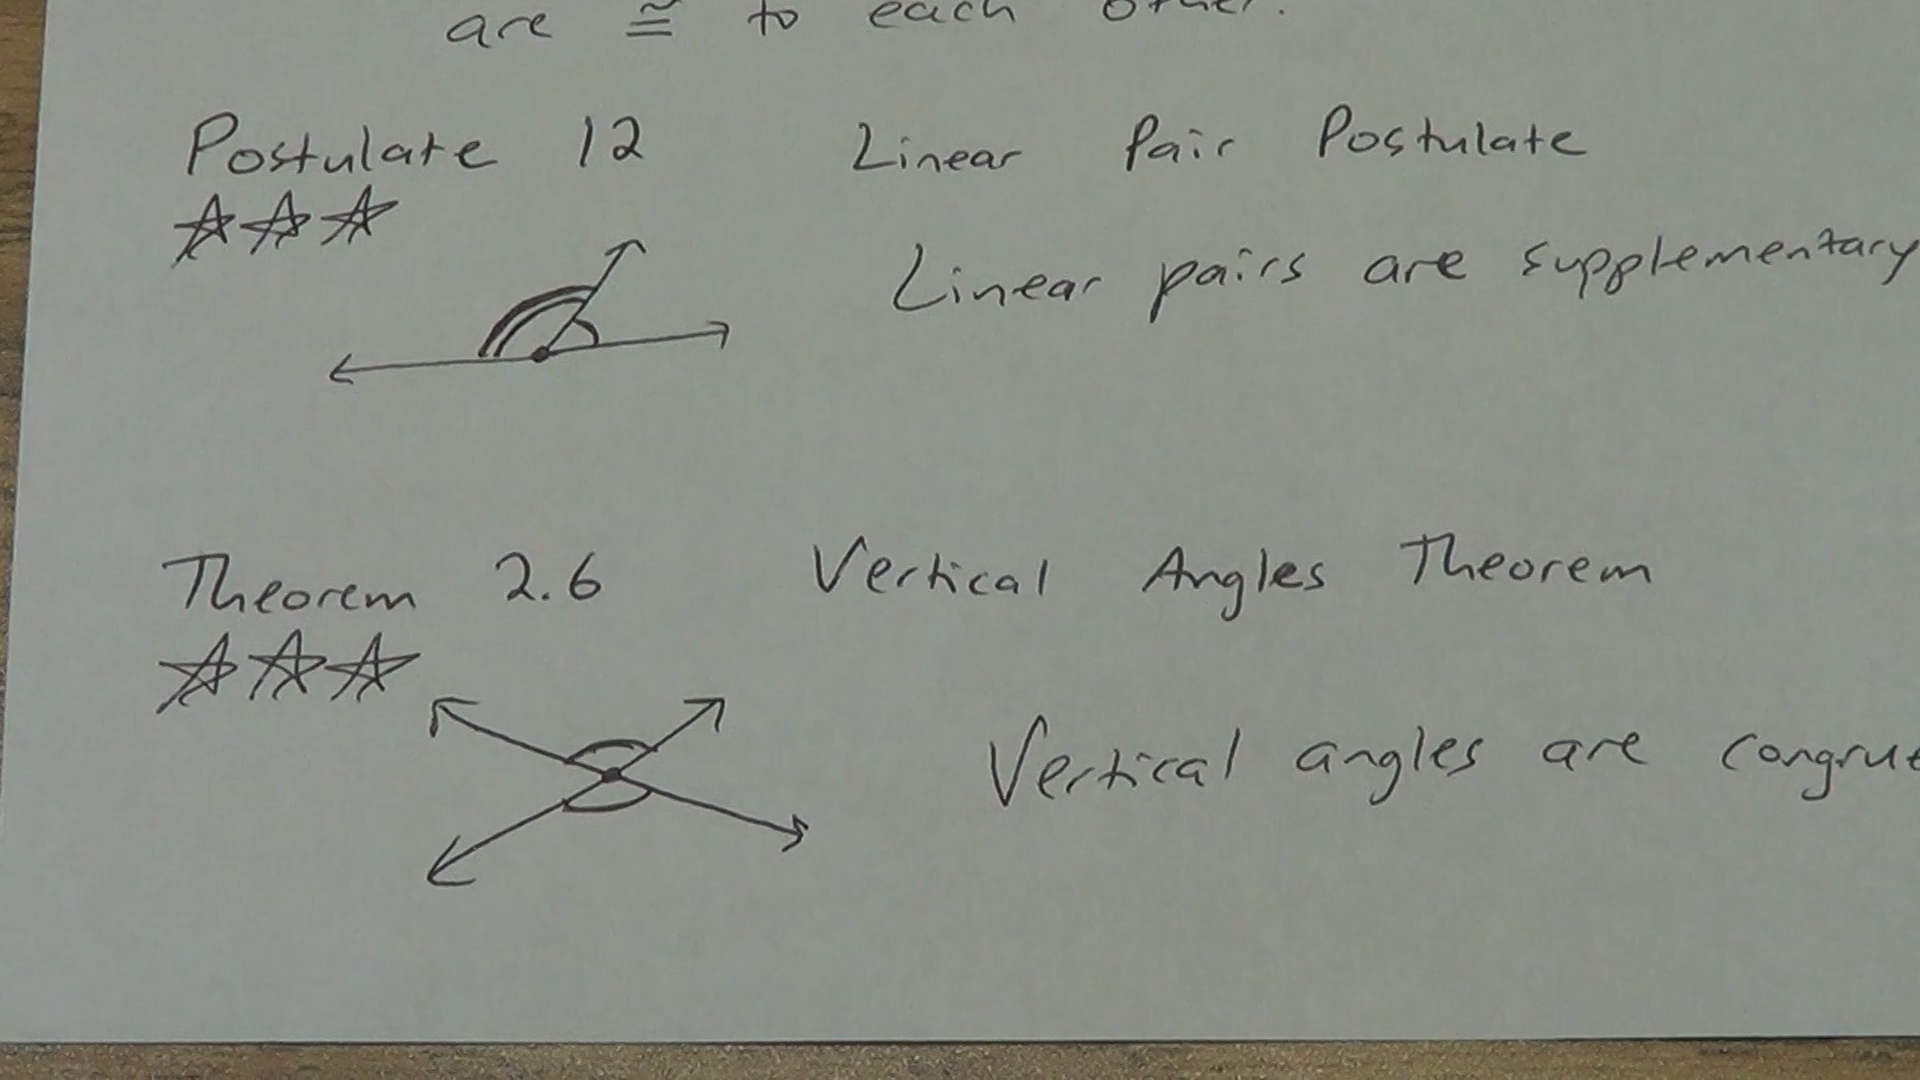 are ≅ to each other.
Postulate 12 Linear Pair Postulate
Linear pairs are supplementary
Theorem 2.6 Vertical Angles Theorem
Vertical angles are